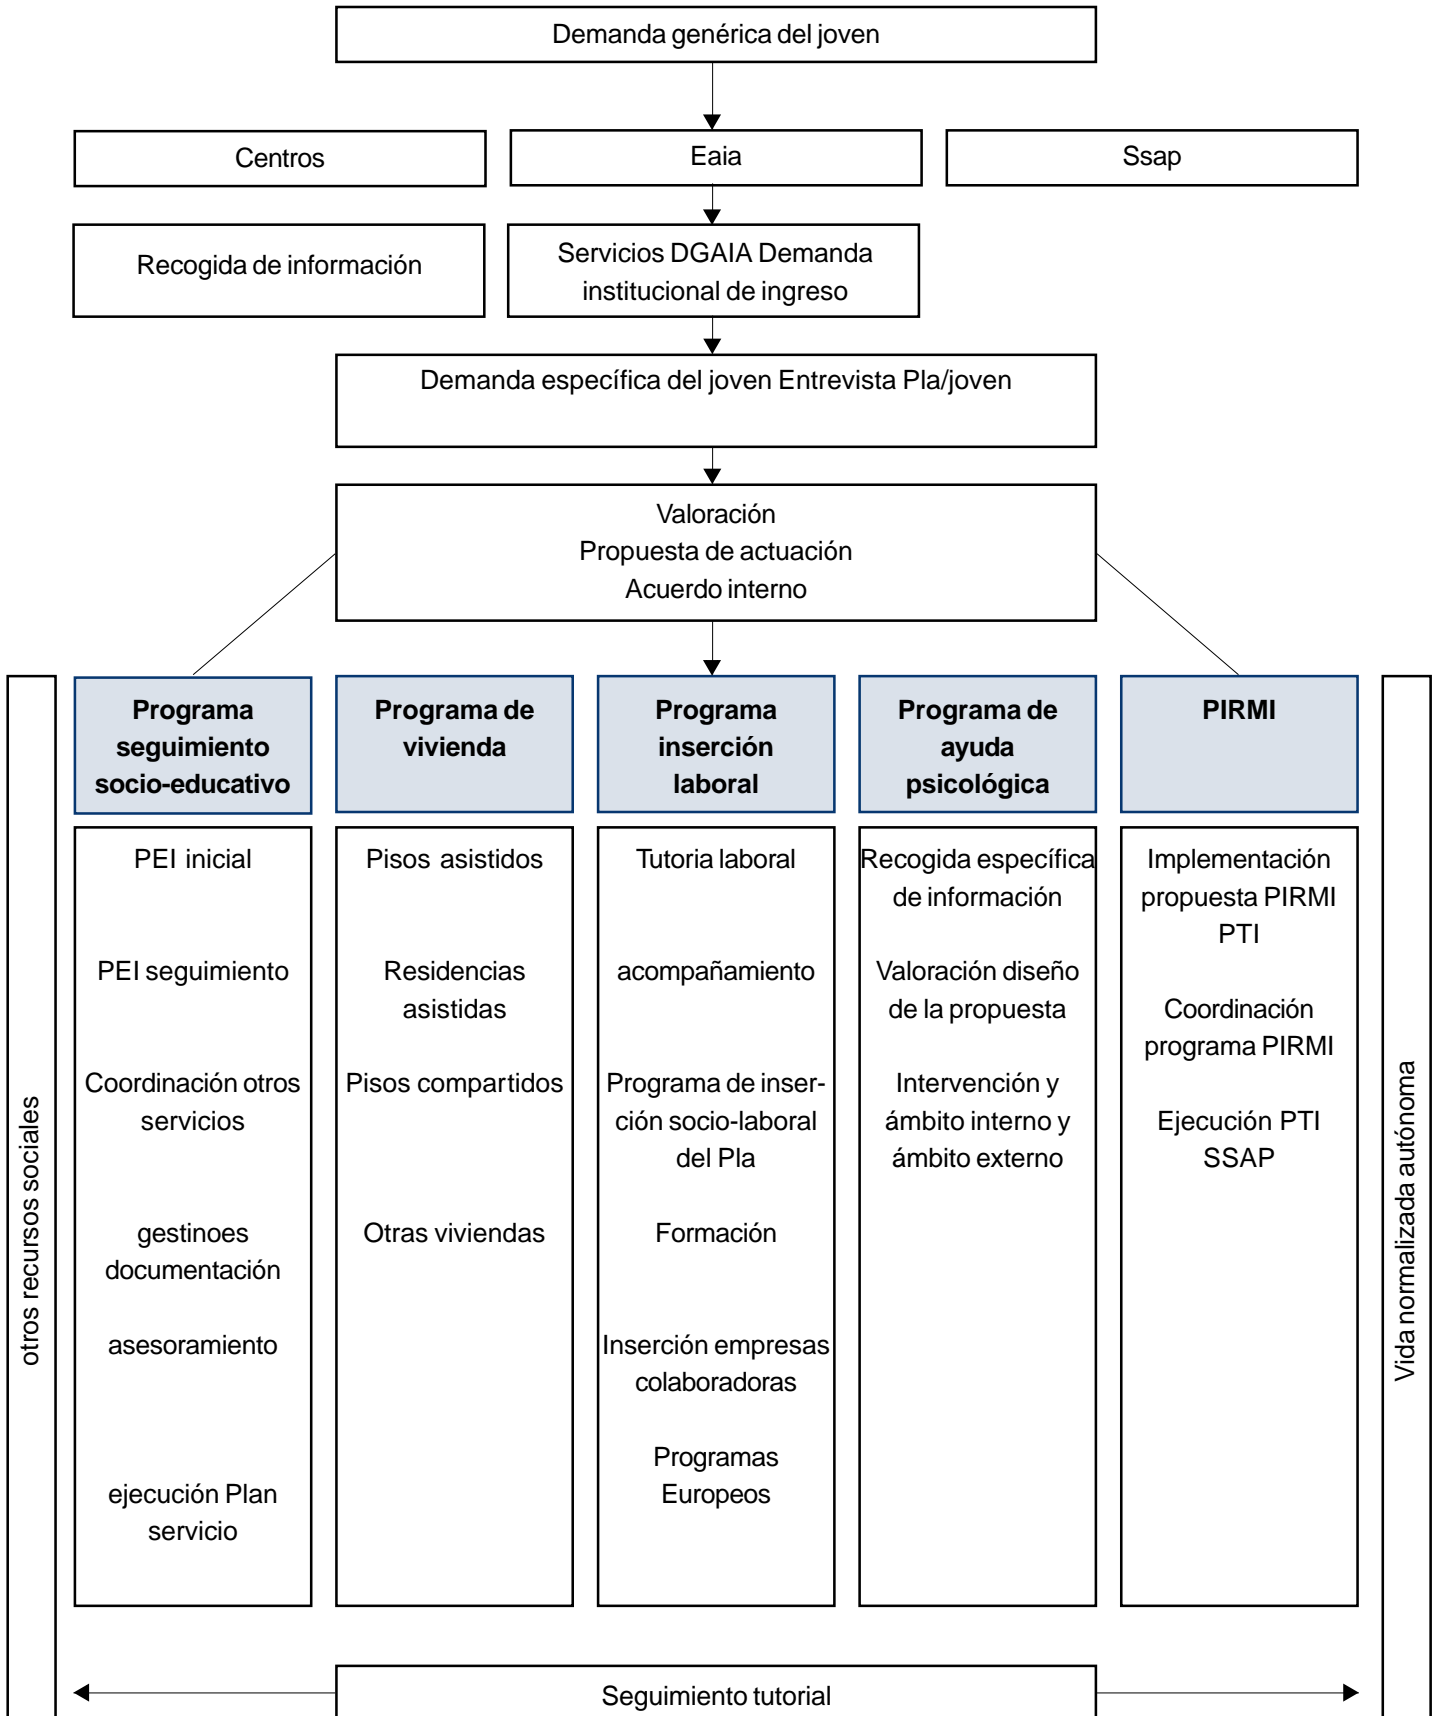 Demanda genérica del joven
Centros
Eaia
Ssap
Recogida de información
Servicios DGAIA Demanda
institucional de ingreso
Demanda específica del joven Entrevista Pla/joven
Valoración
Propuesta de actuación
Acuerdo interno
otros recursos sociales
Programa
seguimiento
socio-educativo
PEI inicial
PEI seguimiento
Coordinación otros
servicios
gestinoes
documentación
asesoramiento
ejecución Plan
servicio
Programa de
vivienda
Pisos asistidos
Residencias
asistidas
Pisos compartidos
Otras viviendas
Programa
inserción
laboral
Tutoria laboral
acompañamiento
Programa de inser-
ción socio-laboral
del Pla
Formación
Inserción empresas
colaboradoras
Programas
Europeos
Programa de
ayuda
psicológica
Recogida específica
de información
Valoración diseño
de la propuesta
Intervención y
ámbito interno y
ámbito externo
PIRMI
Implementación
propuesta PIRMI
PTI
Coordinación
programa PIRMI
Ejecución PTI
SSAP
Vida normalizada autónoma
Seguimiento tutorial